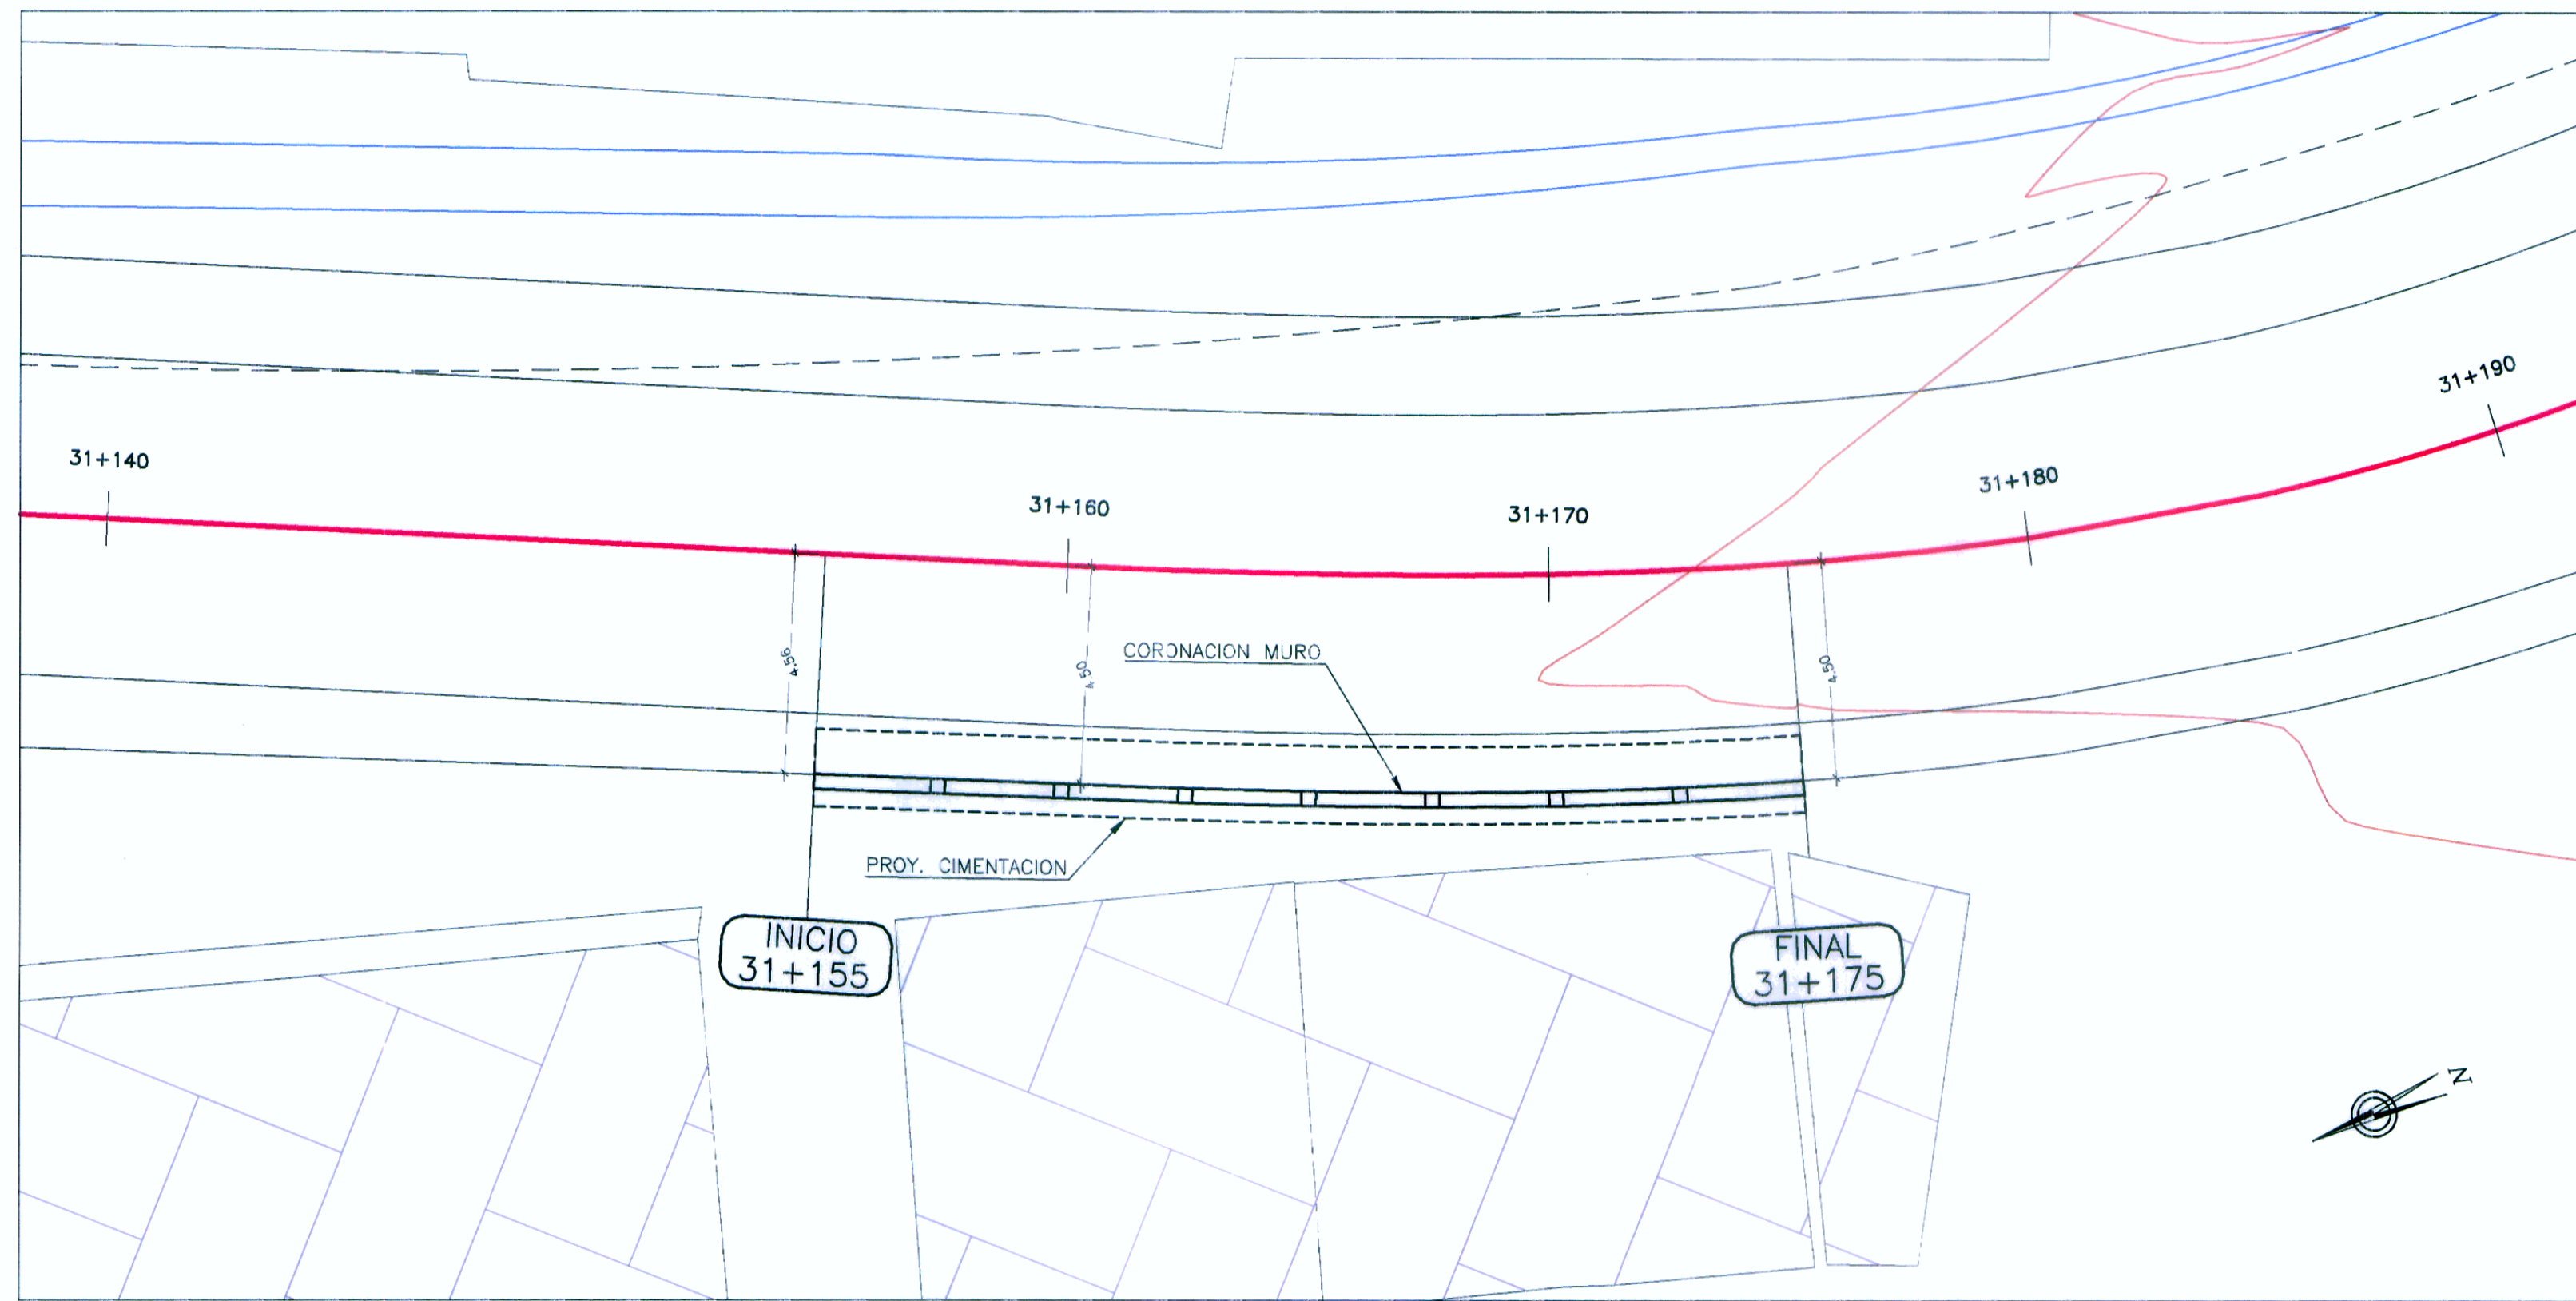 31+190
31+140
31+180
31+160
31+170
4.56
4.50
CORONACION MURO
4.50
PROY. CIMENTACION
INICIO
31+155
FINAL
31+175
N